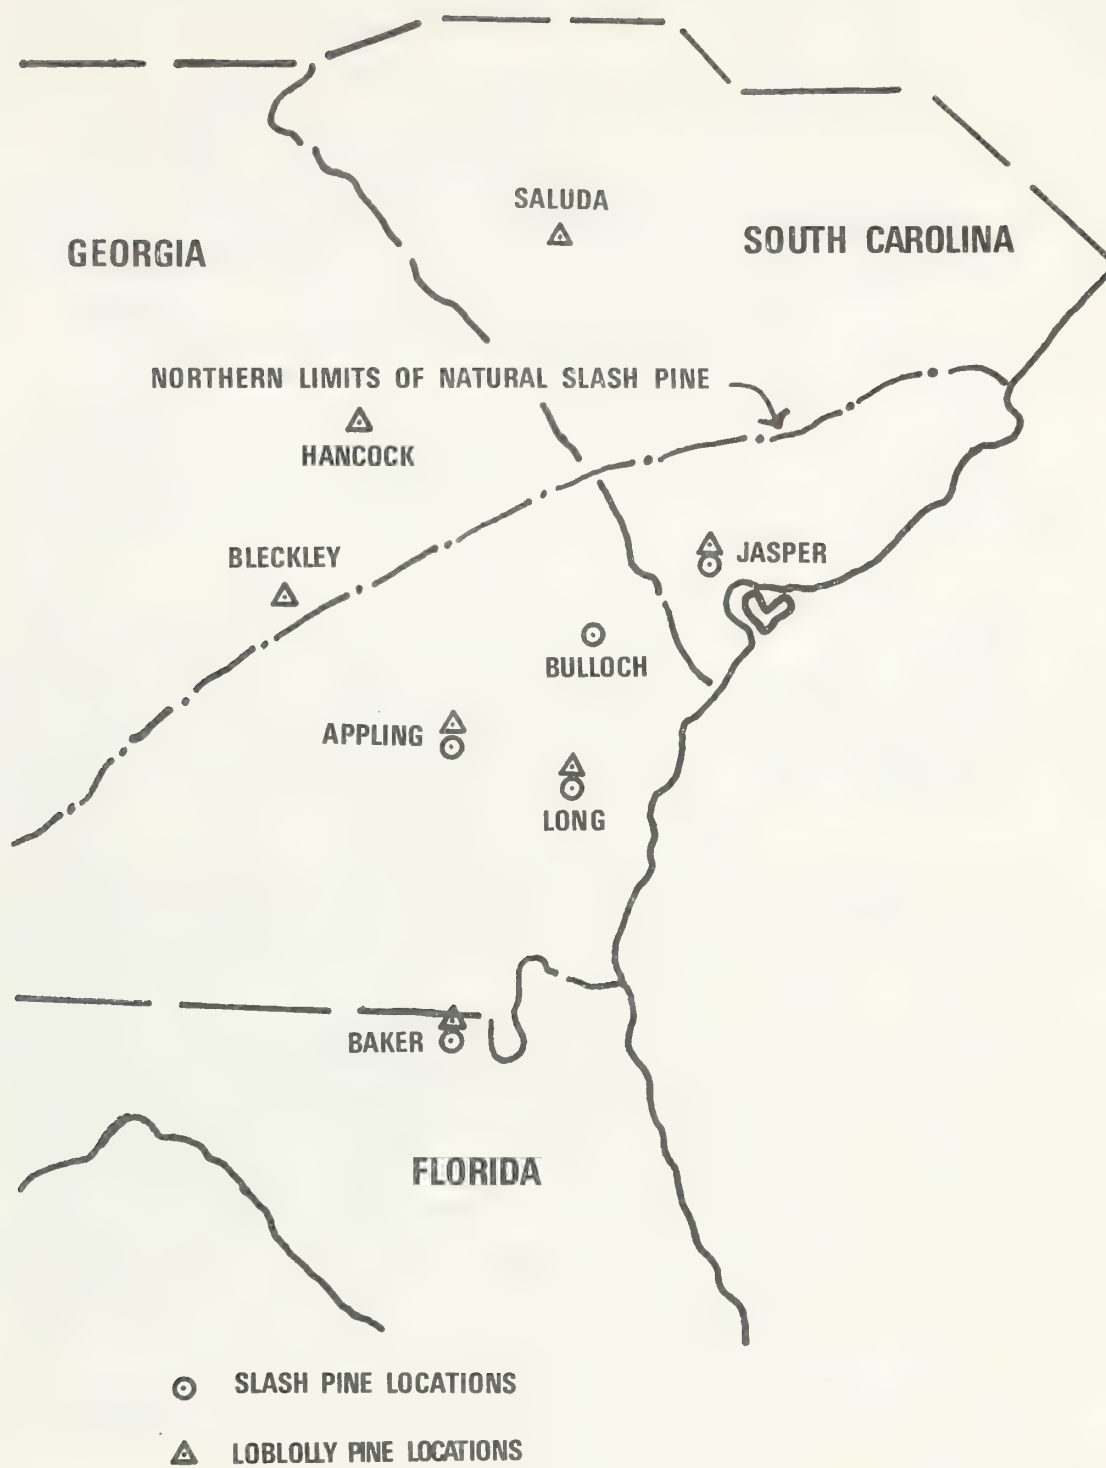 SALUDA
GEORGIA
SOUTH CAROLINA
NORTHERN LIMITS OF NATURAL SLASH PINE
HANCOCK
BLECKLEY
JASPER
BULLOCH
APPLING
LONG
BAKER
FLORIDA
SLASH PINE LOCATIONS
LOBLOLLY PINE LOCATIONS